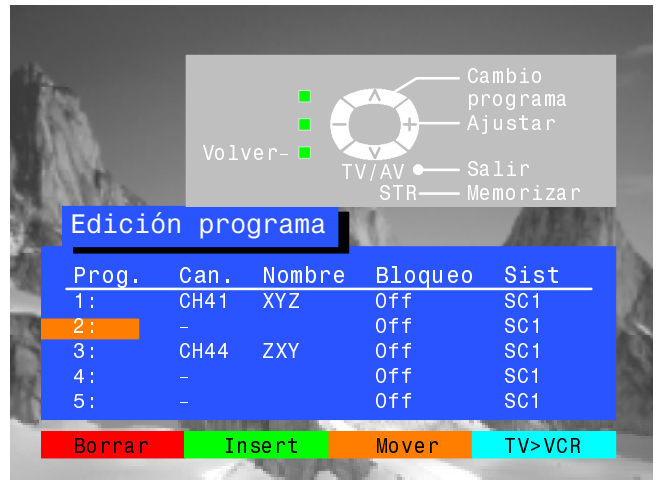 Cambio
programa
Ajustar
Volver–
TV/AV Salir
STR Memorizar
Edición programa
Prog. Can. Nombre Bloqueo Sist
1: CH41 XYZ Off SC1
2: – Off SC1
3: CH44 ZXY Off SC1
4: – Off SC1
5: – Off SC1
Borrar Insert Mover TV>VCR